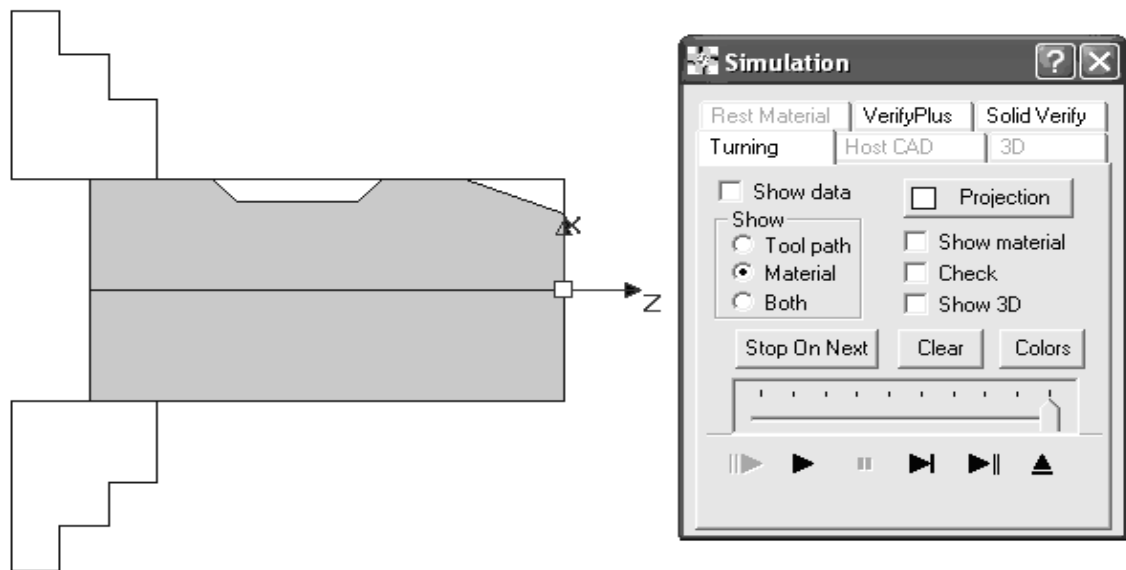 X
Z
Simulation
Rest Material VerifyPlus Solid Verify
Turning Host CAD 3D
Show data Projection
Show
Tool path Show material
Material Check
Both Show 3D
Stop On Next Clear Colors